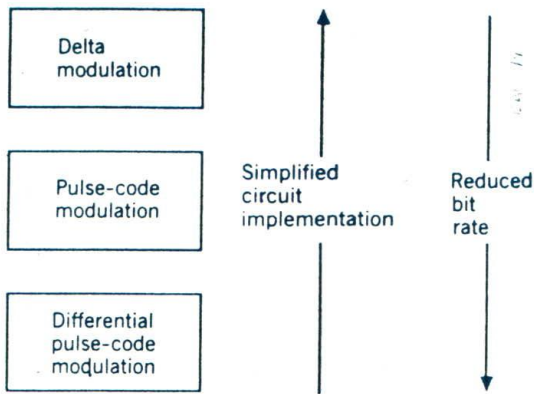 Delta
modulation
Pulse-code
modulation
Differential
pulse-code
modulation
Simplified
circuit
implementation
Reduced
bit
rate